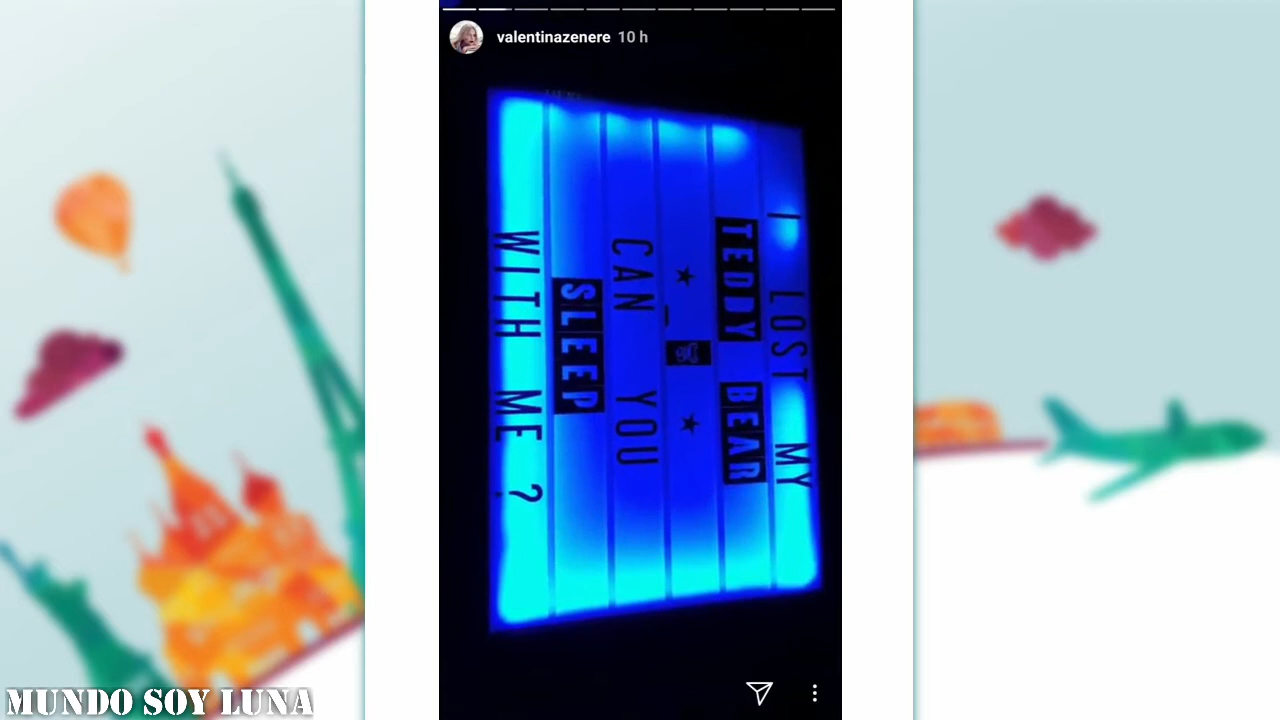 valentinazenere 10 h
I LOST MY
TEDDY BEAR
CAN YOU
SLEEP
WITH ME ?
MUNDO SOY LUNA